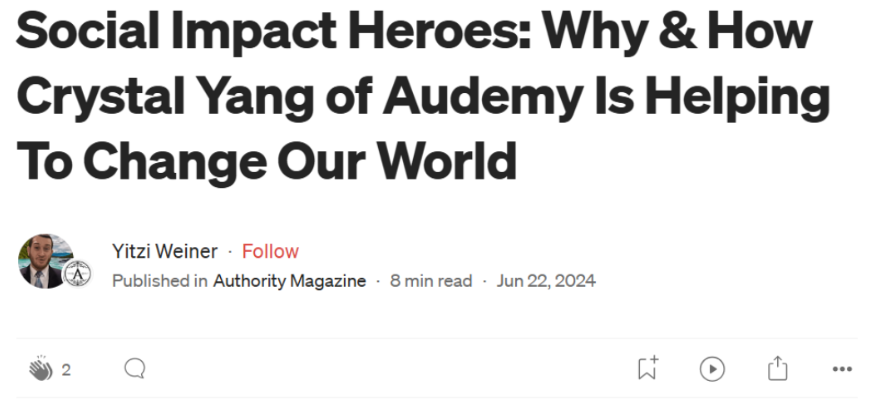 Social Impact Heroes: Why & How
Crystal Yang of Audemy Is Helping
To Change Our World
Yitzi Weiner · Follow
Published in Authority Magazine · 8 min read · Jun 22, 2024
2